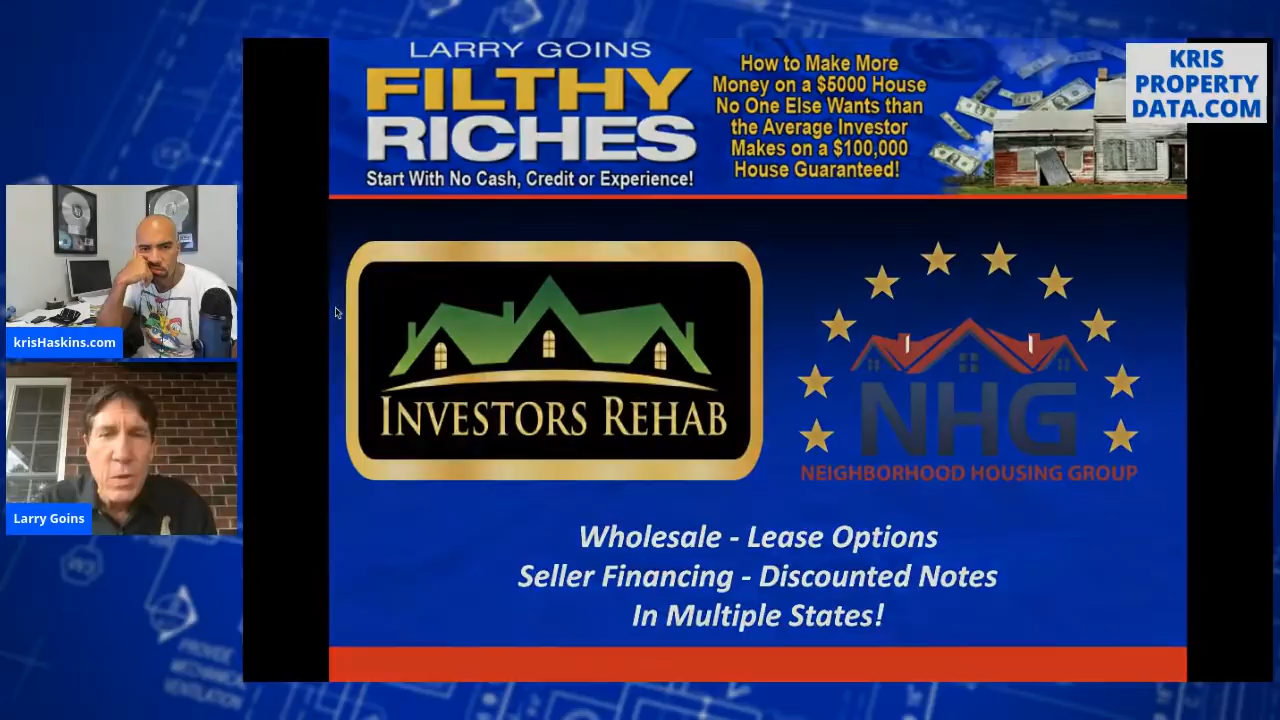 LARRY GOINS
FILTHY
RICHES
Start With No Cash, Credit or Experience!
How to Make More
Money on a $5000 House
No One Else Wants than
the Average Investor
Makes on a $100,000
House Guaranteed!
KRIS
PROPERTY
DATA.COM
krisHaskins.com
Larry Goins
INVESTORS REHAB
NHG
NEIGHBORHOOD HOUSING GROUP
Wholesale - Lease Options
Seller Financing - Discounted Notes
In Multiple States!
PROVIDE
MECHANICAL
VENTILATION